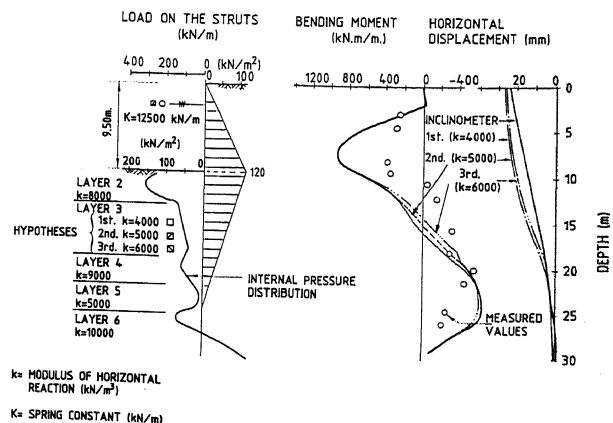 LOAD ON THE STRUTS
(kN/m)
(kN/m²)
400 200 0
0 100 200
9.50m.
K=12500 kN/m
(kN/m²)
200 100 0
120
LAYER 2
k=8000
LAYER 3
HYPOTHESES
1st. k=4000
2nd. k=5000
3rd. k=6000
LAYER 4
k=9000
LAYER 5
k=5000
LAYER 6
k=10000
INTERNAL PRESSURE
DISTRIBUTION
k= MODULUS OF HORIZONTAL
REACTION (kN/m³)
K= SPRING CONSTANT (kN/m)
BENDING MOMENT
(kN.m/m.)
1200 800 400 0 -400
HORIZONTAL
DISPLACEMENT (mm)
20 0
INCLINOMETER
1st. (k=4000)
2nd. (k=5000)
3rd.
(k=6000)
MEASURED
VALUES
0
5
10
15
20
25
30
DEPTH (m)